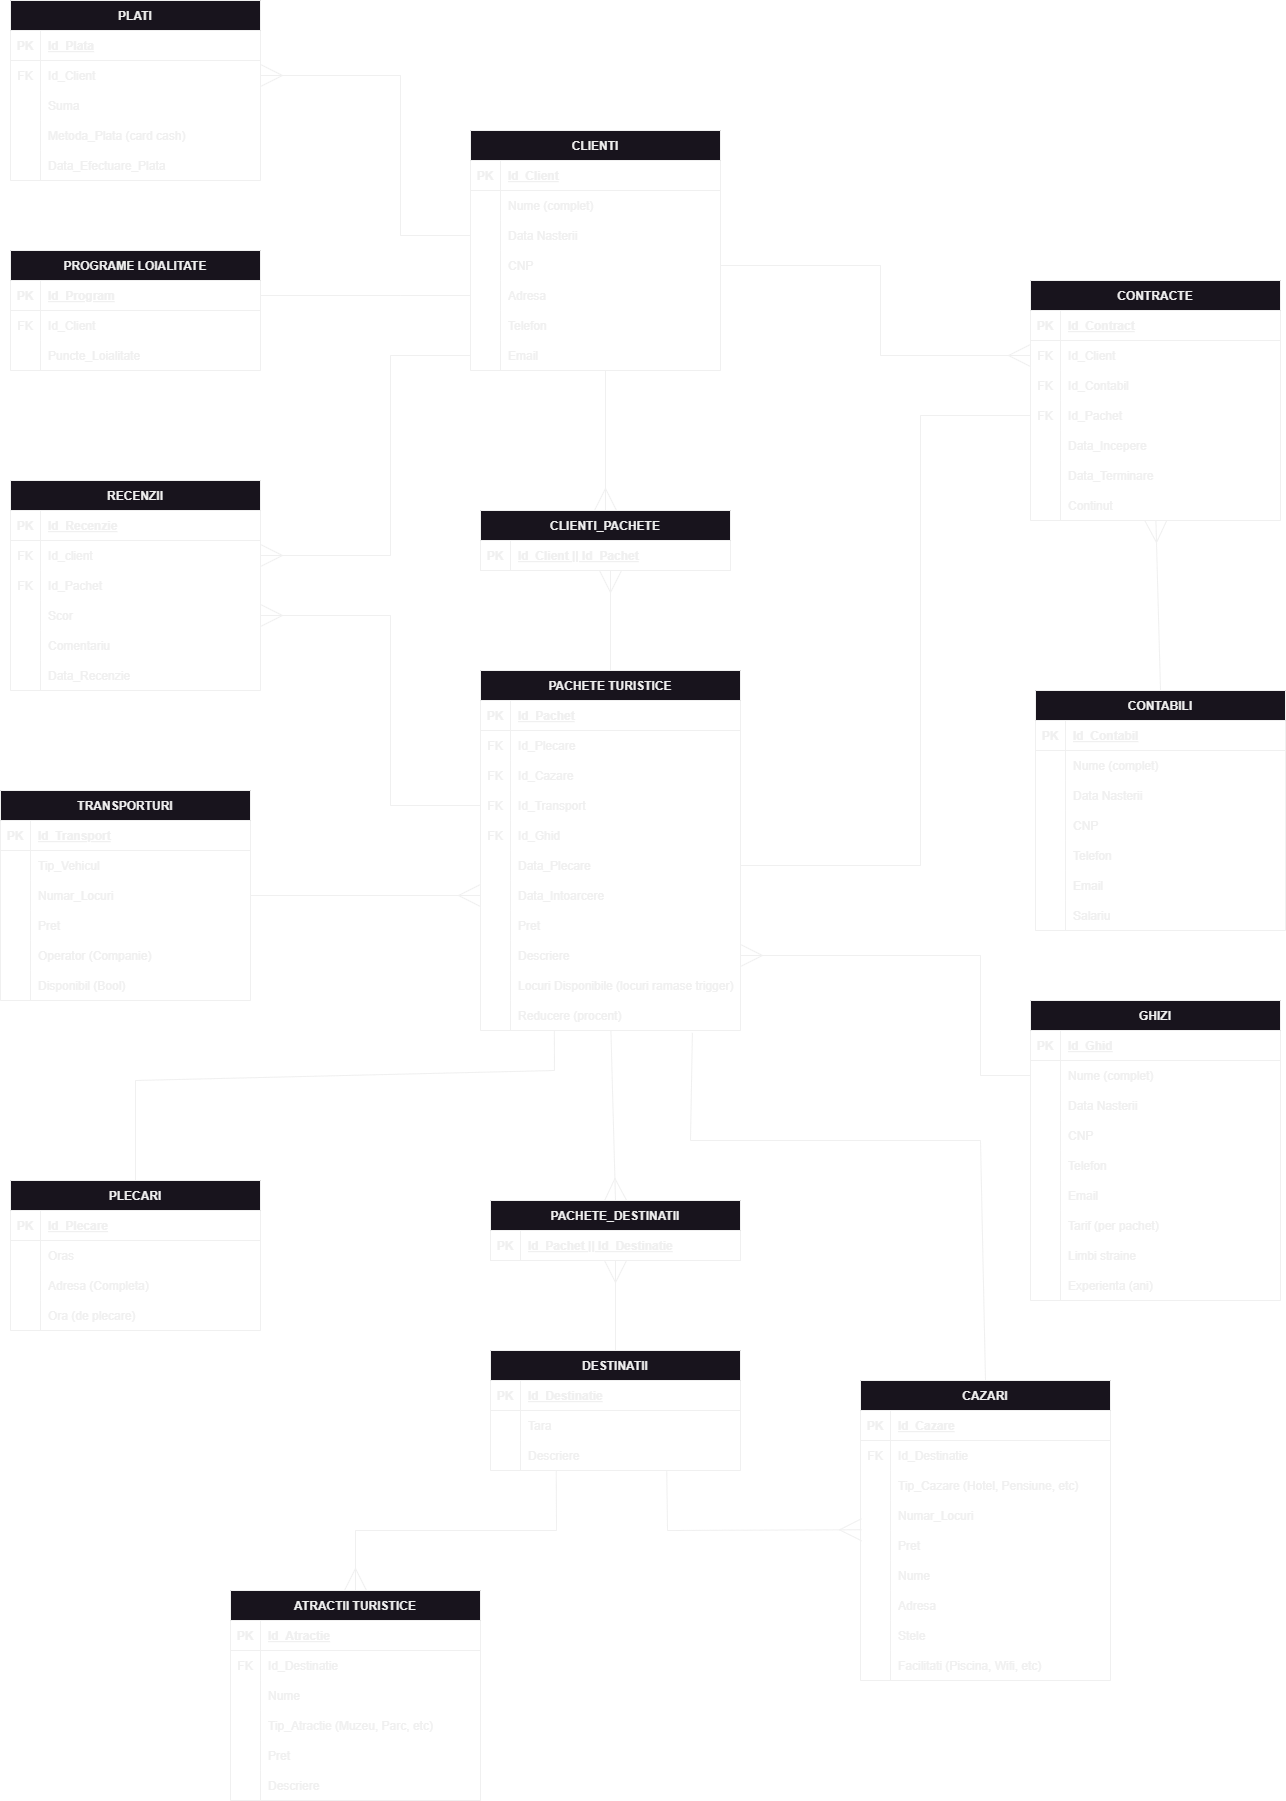 PLATI
PK Id_Plata
FK Id_Client
Suma
Metoda_Plata (card cash)
Data_Efectuare_Plata
CLIENTI
PK Id_Client
Nume (complet)
Data Nasterii
CNP
Adresa
Telefon
Email
PROGRAME LOIALITATE
PK Id_Program
FK Id_Client
Puncte_Loialitate
CONTRACTE
PK Id_Contract
FK Id_Client
FK Id_Contabil
FK Id_Pachet
Data_Incepere
Data_Terminare
Continut
RECENZII
PK Id_Recenzie
FK Id_client
FK Id_Pachet
Scor
Comentariu
Data_Recenzie
CLIENTI_PACHETE
PK Id_Client || Id_Pachet
PACHETE TURISTICE
PK Id_Pachet
FK Id_Plecare
FK Id_Cazare
FK Id_Transport
FK Id_Ghid
Data_Plecare
Data_Intoarcere
Pret
Descriere
Locuri Disponibile (locuri ramase trigger)
Reducere (procent)
CONTABILI
PK Id_Contabil
Nume (complet)
Data Nasterii
CNP
Telefon
Email
Salariu
TRANSPORTURI
PK Id_Transport
Tip_Vehicul
Numar_Locuri
Pret
Operator (Companie)
Disponibil (Bool)
GHIZI
PK Id_Ghid
Nume (complet)
Data Nasterii
CNP
Telefon
Email
Tarif (per pachet)
Limbi straine
Experienta (ani)
PLECARI
PK Id_Plecare
Oras
Adresa (Completa)
Ora (de plecare)
PACHETE_DESTINATII
PK Id_Pachet || Id_Destinatie
DESTINATII
PK Id_Destinatie
Tara
Descriere
CAZARI
PK Id_Cazare
FK Id_Destinatie
Tip_Cazare (Hotel, Pensiune, etc)
Numar_Locuri
Pret
Nume
Adresa
Stele
Facilitati (Piscina, Wifi, etc)
ATRACTII TURISTICE
PK Id_Atractie
FK Id_Destinatie
Nume
Tip_Atractie (Muzeu, Parc, etc)
Pret
Descriere